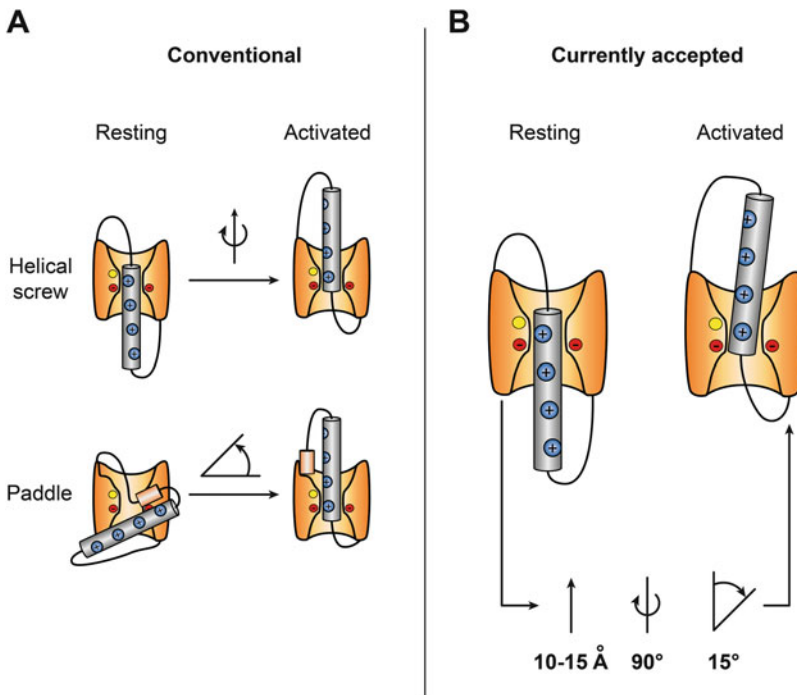 A
Conventional
Resting
Activated
Helical
screw
Paddle
B
Currently accepted
Resting
Activated
10-15 Å
90°
15°